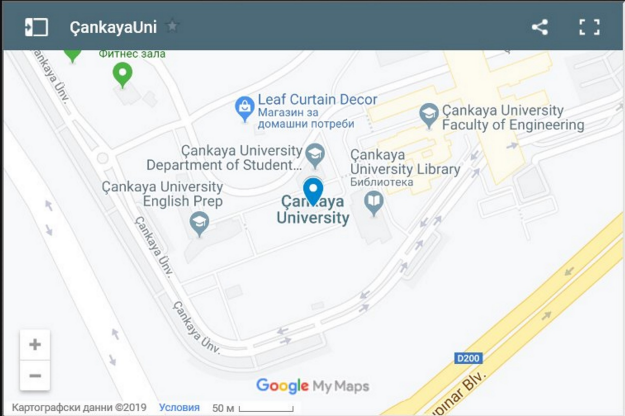 ÇankayaUni
Фитнес зала
Çankaya Ünv.
Leaf Curtain Decor
Магазин за
домашни потреби
Çankaya University
Faculty of Engineering
Çankaya University
Department of Student...
Çankaya
University Library
Библиотека
Çankaya University
English Prep
Çankaya
University
Çankaya Ünv.
Çankaya Ünv.
D200
pınar Blv.
Google My Maps
Картографски данни ©2019 Условия 50 м